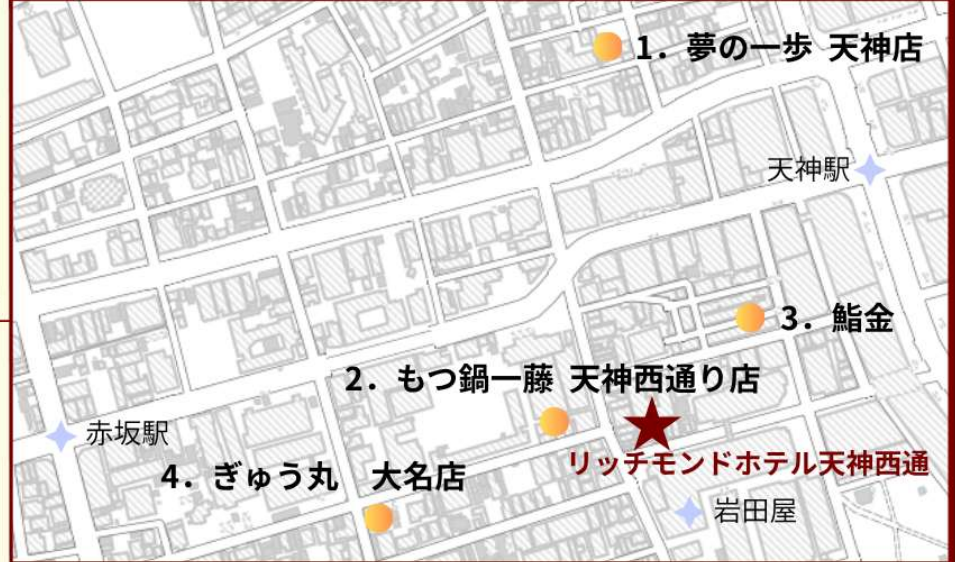 1．夢の一歩 天神店
天神駅
3．鮨金
2．もつ鍋一藤 天神西通り店
赤坂駅
リッチモンドホテル天神西通
4．ぎゅう丸　大名店
岩田屋